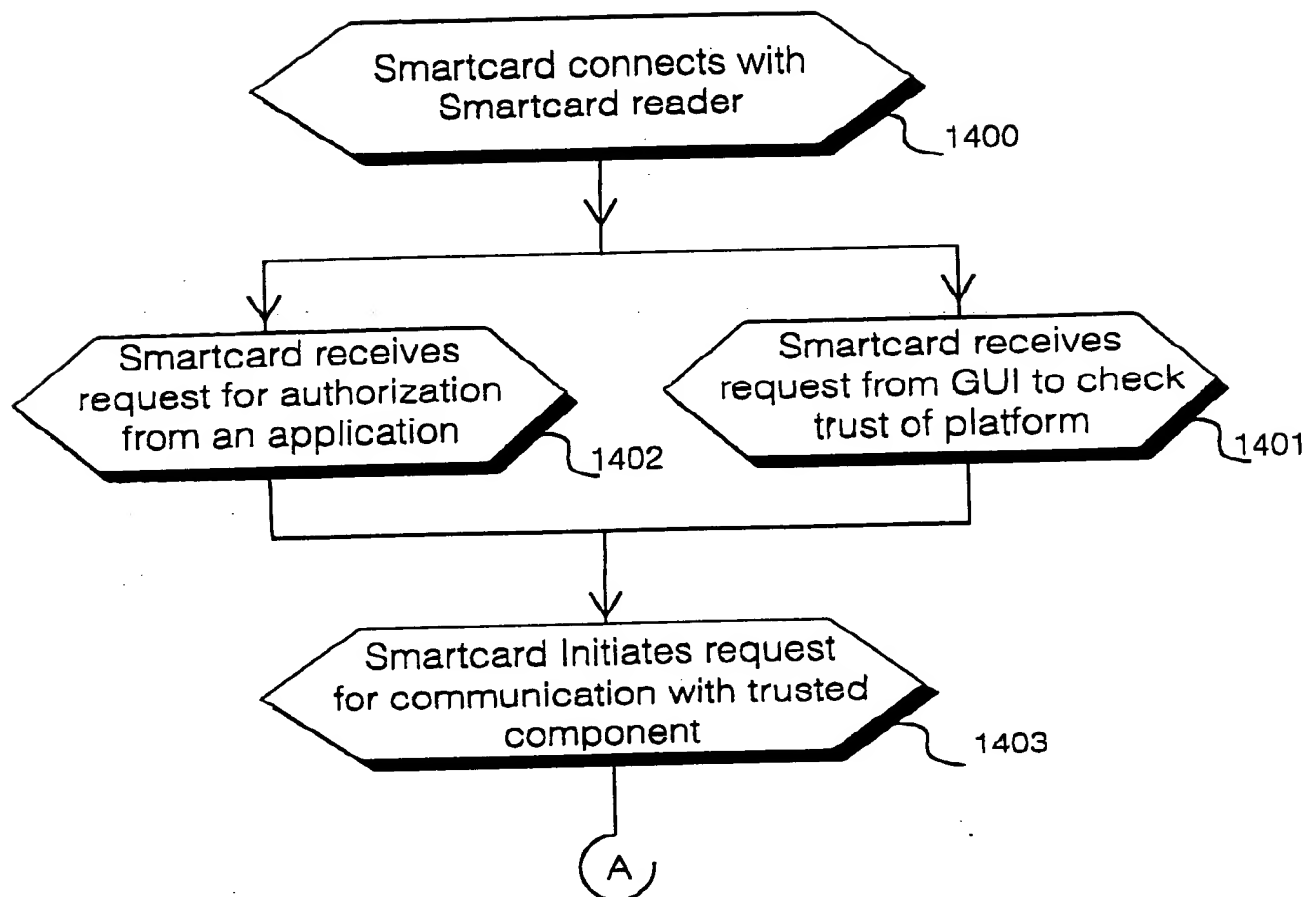 Smartcard connects with
Smartcard reader
1400
Smartcard receives
request for authorization
from an application
1402
Smartcard receives
request from GUI to check
trust of platform
1401
Smartcard Initiates request
for communication with trusted
component
1403
A